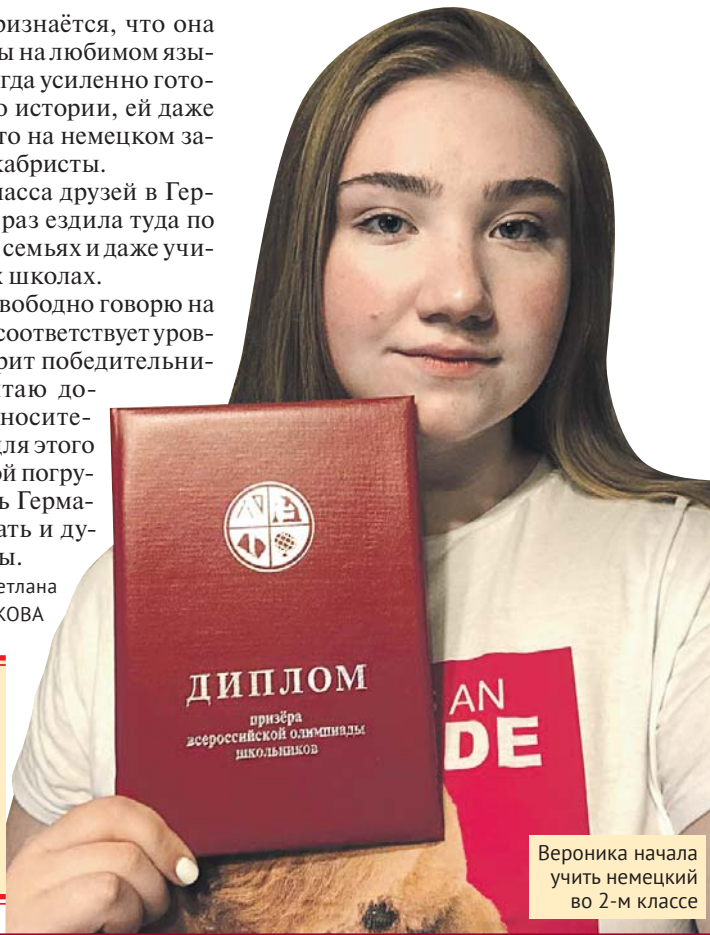 ризнаётся, что она
ы на любимом язы-
гда усиленно гото-
о истории, ей даже
то на немецком за-
кабристы.
асса друзей в Гер-
раз ездила туда по
семьях и даже учи-
х школах.
вободно говорю на
соответствует уров-
рит победительни-
таю до-
носите-
для этого
ой погру-
ь Герма-
ать и ду-
ы.
етлана
КОВА
ДИПЛОМ
призёра
всероссийской олимпиады
школьников
AN
DE
Вероника начала
учить немецкий
во 2-м классе